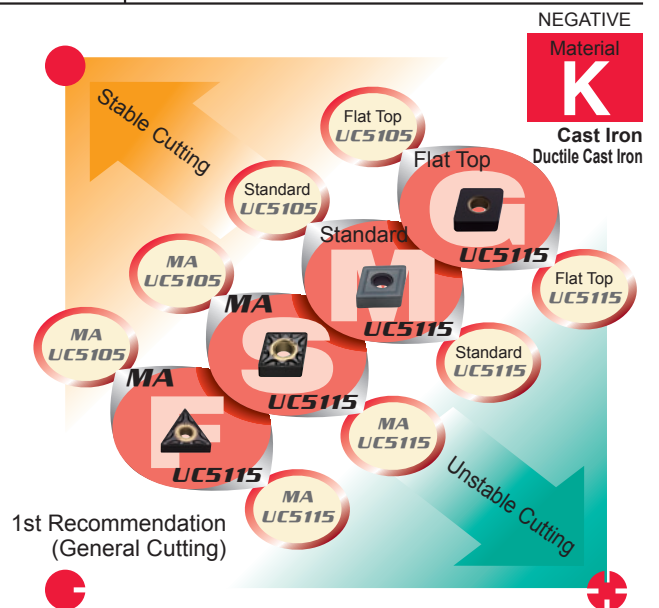 NEGATIVE
Material
K
Cast Iron
Ductile Cast Iron
Stable Cutting
Flat Top
UC5105
Flat Top
G
UC5115
Standard
UC5105
Standard
M
UC5115
Flat Top
UC5115
MA
UC5105
MA
S
UC5115
Standard
UC5115
MA
UC5105
MA
F
UC5115
MA
UC5115
MA
UC5115
Unstable Cutting
1st Recommendation
(General Cutting)